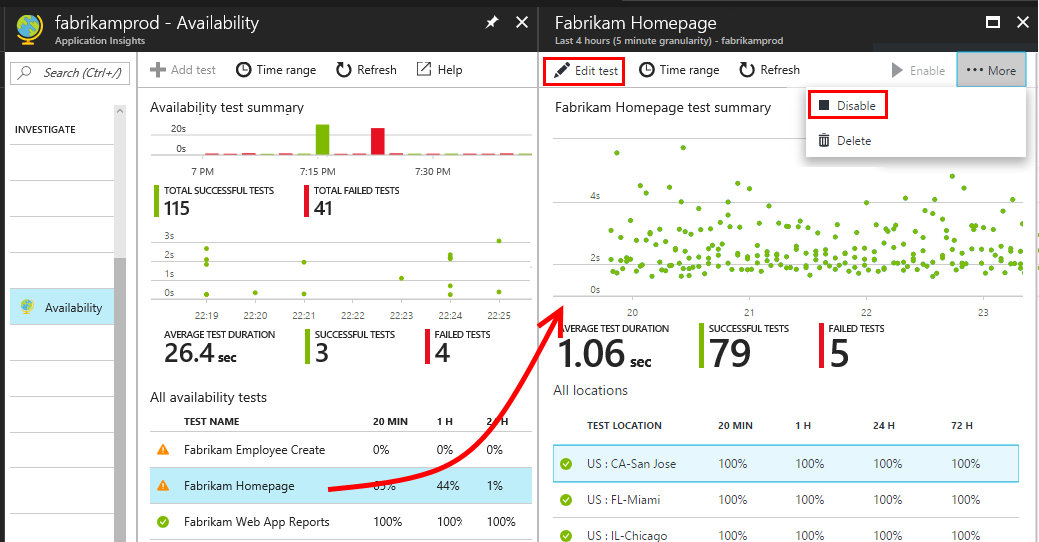 fabrikamprod - Availability
Application Insights
Search (Ctrl+/)
INVESTIGATE
Availability
Add test Time range Refresh Help
Availability test summary
20s
0s
7 PM 7:15 PM 7:30 PM
TOTAL SUCCESSFUL TESTS
115
TOTAL FAILED TESTS
41
3s
2s
1s
0s
22:19 22:20 22:21 22:22 22:23 22:24 22:25
AVERAGE TEST DURATION
26.4 sec
SUCCESSFUL TESTS
3
FAILED TESTS
4
All availability tests
TEST NAME 20 MIN 1 H
Fabrikam Employee Create 0% 0% 0%
Fabrikam Homepage 44% 1%
Fabrikam Web App Reports 100% 100% 100%
Fabrikam Homepage
Last 4 hours (5 minute granularity) - fabrikamprod
Edit test Time range Refresh Enable ••• More
Disable
Delete
Fabrikam Homepage test summary
4s
2s
0s
20 21 22 23
AVERAGE TEST DURATION
1.06 sec
SUCCESSFUL TESTS
79
FAILED TESTS
5
All locations
TEST LOCATION 20 MIN 1 H 24 H 72 H
US : CA-San Jose 100% 100% 100% 100%
US : FL-Miami 100% 100% 100% 100%
US : IL-Chicago 100% 100% 100% 100%